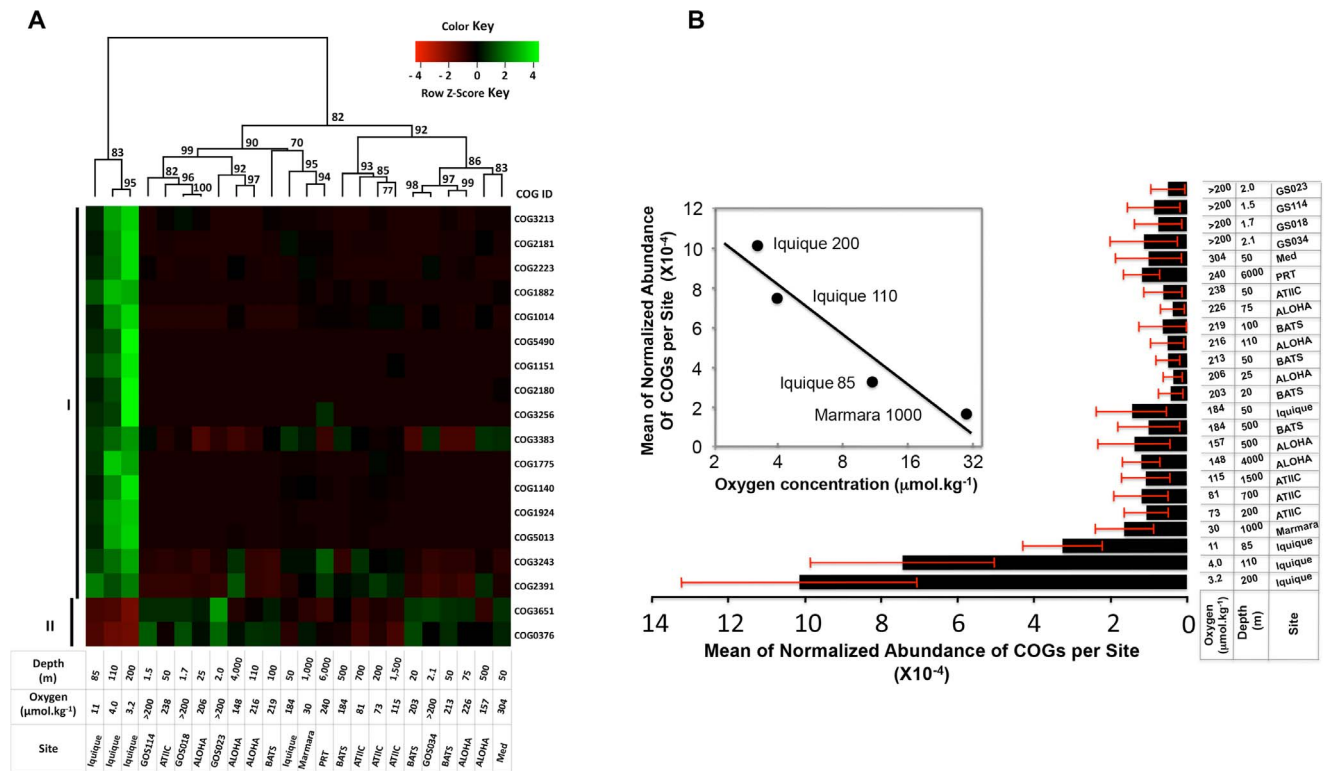 A
Color Key
- 4 - 2 0 2 4
Row Z-Score Key
82
92
90
70
99
83
95
82
96
100
92
97
95
94
93
85
77
86
98
97
99
83
COG ID
I
II
COG3213
COG2181
COG2223
COG1882
COG1014
COG5490
COG1151
COG2180
COG3256
COG3383
COG1775
COG1140
COG1924
COG5013
COG3243
COG2391
COG3651
COG0376
Depth (m) 85 110 200 1.5 50 1.7 25 2.0 4,000 110 100 50 1,000 6,000 500 700 200 1,500 20 2.1 50 75 500 50
Oxygen (μmol.kg-1) 11 4.0 3.2 >200 238 >200 206 >200 148 216 219 184 30 240 184 81 73 115 203 >200 213 226 157 304
Site Iquique Iquique Iquique GOS114 ATIIC GOS018 ALOHA GOS023 ALOHA ALOHA BATS Iquique Marmara PRT BATS ATIIC ATIIC ATIIC BATS GOS034 BATS ALOHA ALOHA Med
B
Mean of Normalized Abundance
Of COGs per Site (X10-4)
12
10
8
6
4
2
0
Iquique 200
Iquique 110
Iquique 85
Marmara 1000
2 4 8 16 32
Oxygen concentration (μmol.kg-1)
>200 2.0 GS023
>200 1.5 GS114
>200 1.7 GS018
>200 2.1 GS034
304 50 Med
240 6000 PRT
238 50 ATIIC
226 75 ALOHA
219 100 BATS
216 110 ALOHA
213 50 BATS
206 25 ALOHA
203 20 BATS
184 50 Iquique
184 500 BATS
157 500 ALOHA
148 4000 ALOHA
115 1500 ATIIC
81 700 ATIIC
73 200 ATIIC
30 1000 Marmara
11 85 Iquique
4.0 110 Iquique
3.2 200 Iquique
Oxygen (μmol.kg-1) Depth (m) Site
14 12 10 8 6 4 2 0
Mean of Normalized Abundance of COGs per Site
(X10-4)